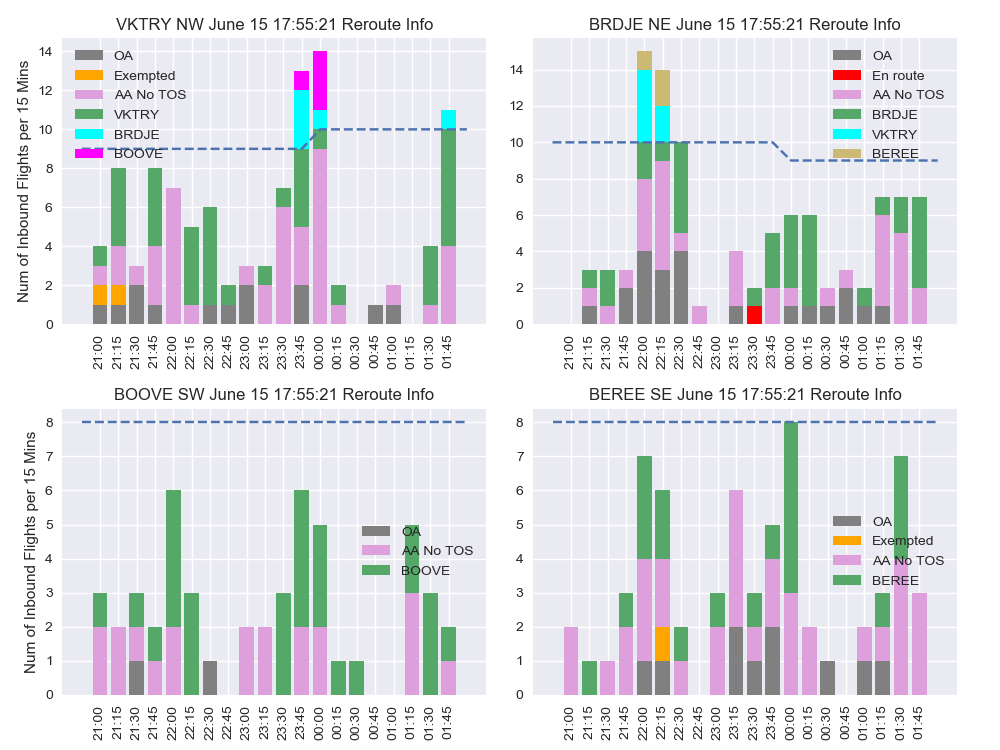 VKTRY NW June 15 17:55:21 Reroute Info
Num of Inbound Flights per 15 Mins
14
12
10
8
6
4
2
0
OA
Exempted
AA No TOS
VKTRY
BRDJE
BOOVE
21:00 21:15 21:30 21:45 22:00 22:15 22:30 22:45 23:00 23:15 23:30 23:45 00:00 00:15 00:30 00:45 01:00 01:15 01:30 01:45
BRDJE NE June 15 17:55:21 Reroute Info
14
12
10
8
6
4
2
0
OA
En route
AA No TOS
BRDJE
VKTRY
BEREE
21:00 21:15 21:30 21:45 22:00 22:15 22:30 22:45 23:00 23:15 23:30 23:45 00:00 00:15 00:30 00:45 01:00 01:15 01:30 01:45
BOOVE SW June 15 17:55:21 Reroute Info
Num of Inbound Flights per 15 Mins
8
7
6
5
4
3
2
1
0
OA
AA No TOS
BOOVE
21:00 21:15 21:30 21:45 22:00 22:15 22:30 22:45 23:00 23:15 23:30 23:45 00:00 00:15 00:30 00:45 01:00 01:15 01:30 01:45
BEREE SE June 15 17:55:21 Reroute Info
8
7
6
5
4
3
2
1
0
OA
Exempted
AA No TOS
BEREE
21:00 21:15 21:30 21:45 22:00 22:15 22:30 22:45 23:00 23:15 23:30 23:45 00:00 00:15 00:30 00:45 01:00 01:15 01:30 01:45